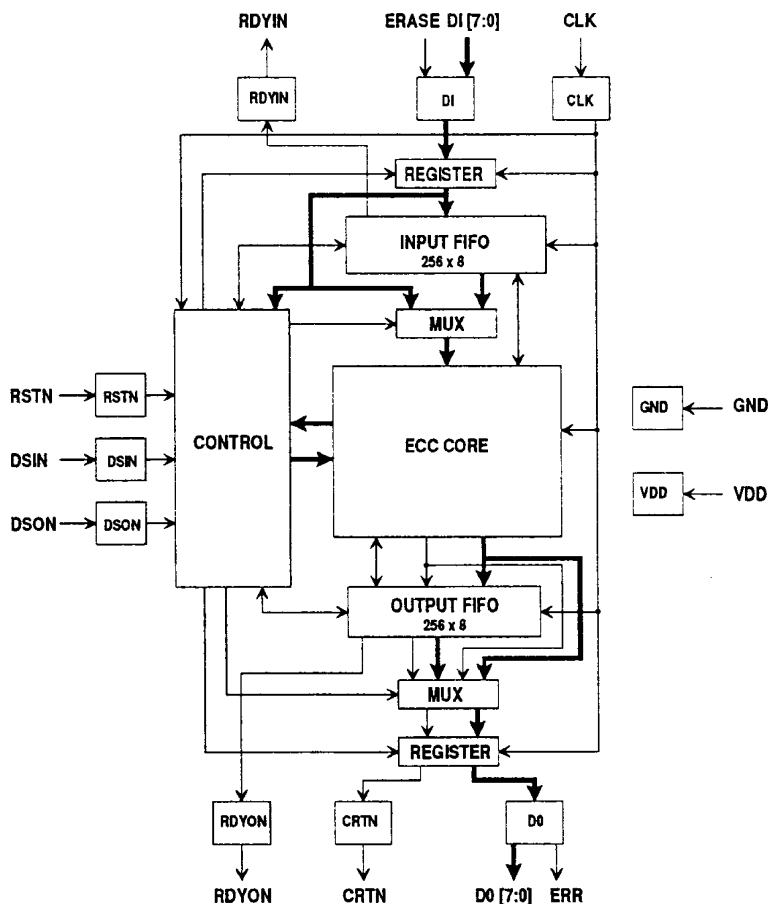 RDYIN
ERASE DI [7:0]
CLK
RDYIN
DI
CLK
REGISTER
INPUT FIFO
256 x 8
MUX
RSTN
RSTN
CONTROL
ECC CORE
GND
GND
DSIN
DSIN
VDD
VDD
DSON
DSON
OUTPUT FIFO
256 x 8
MUX
REGISTER
RDYON
CRTN
D0
RDYON
CRTN
D0 [7:0]
ERR